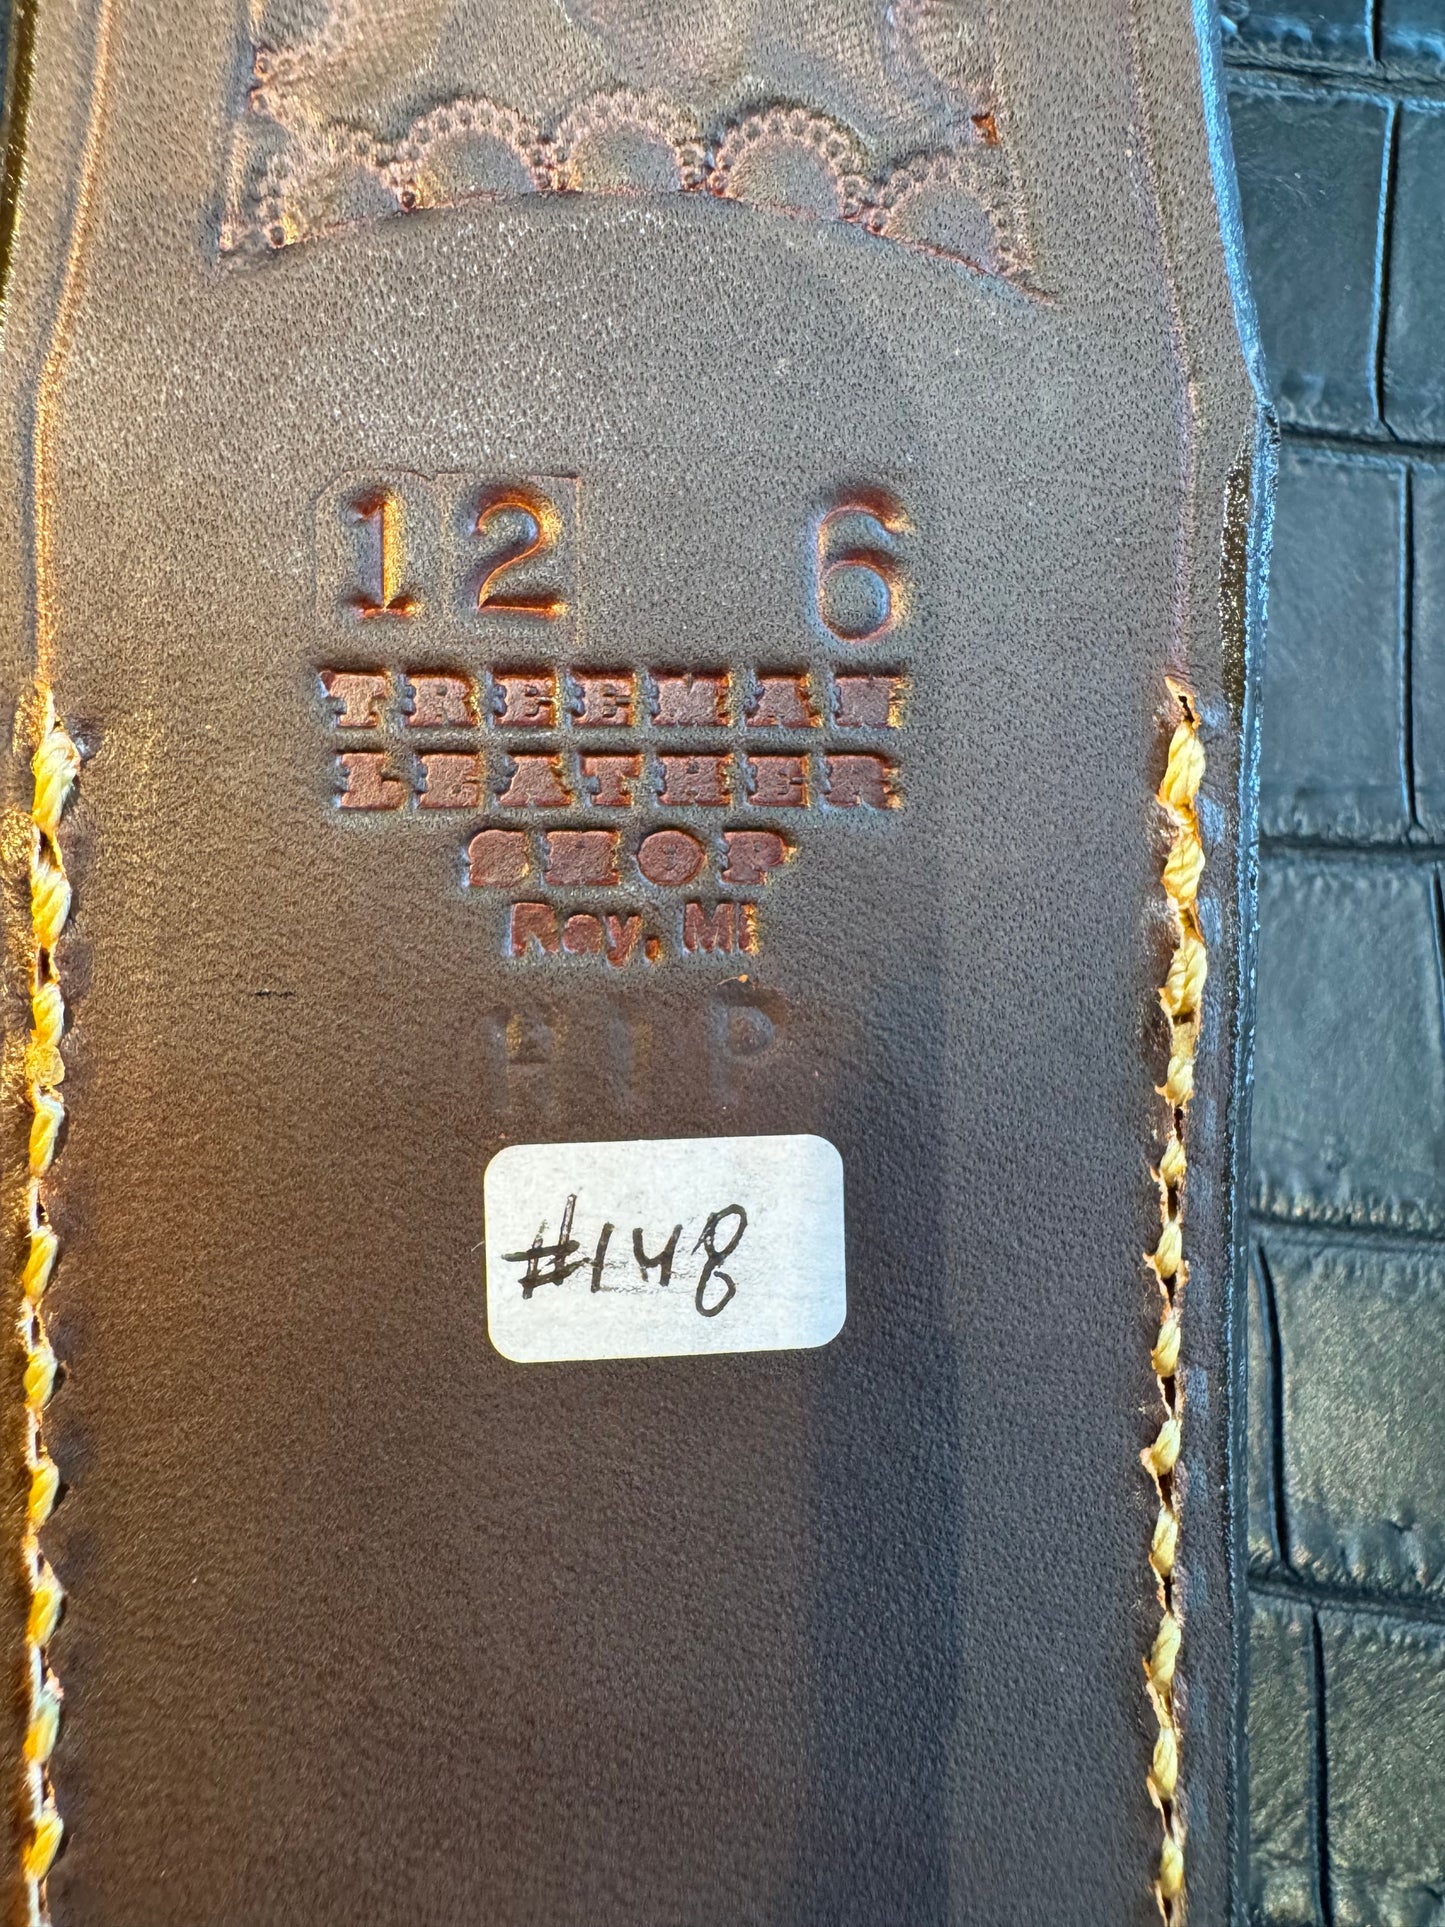 12 6
TREEMAN
LEATHER
SHOP
Ray, MI
HIP
#148